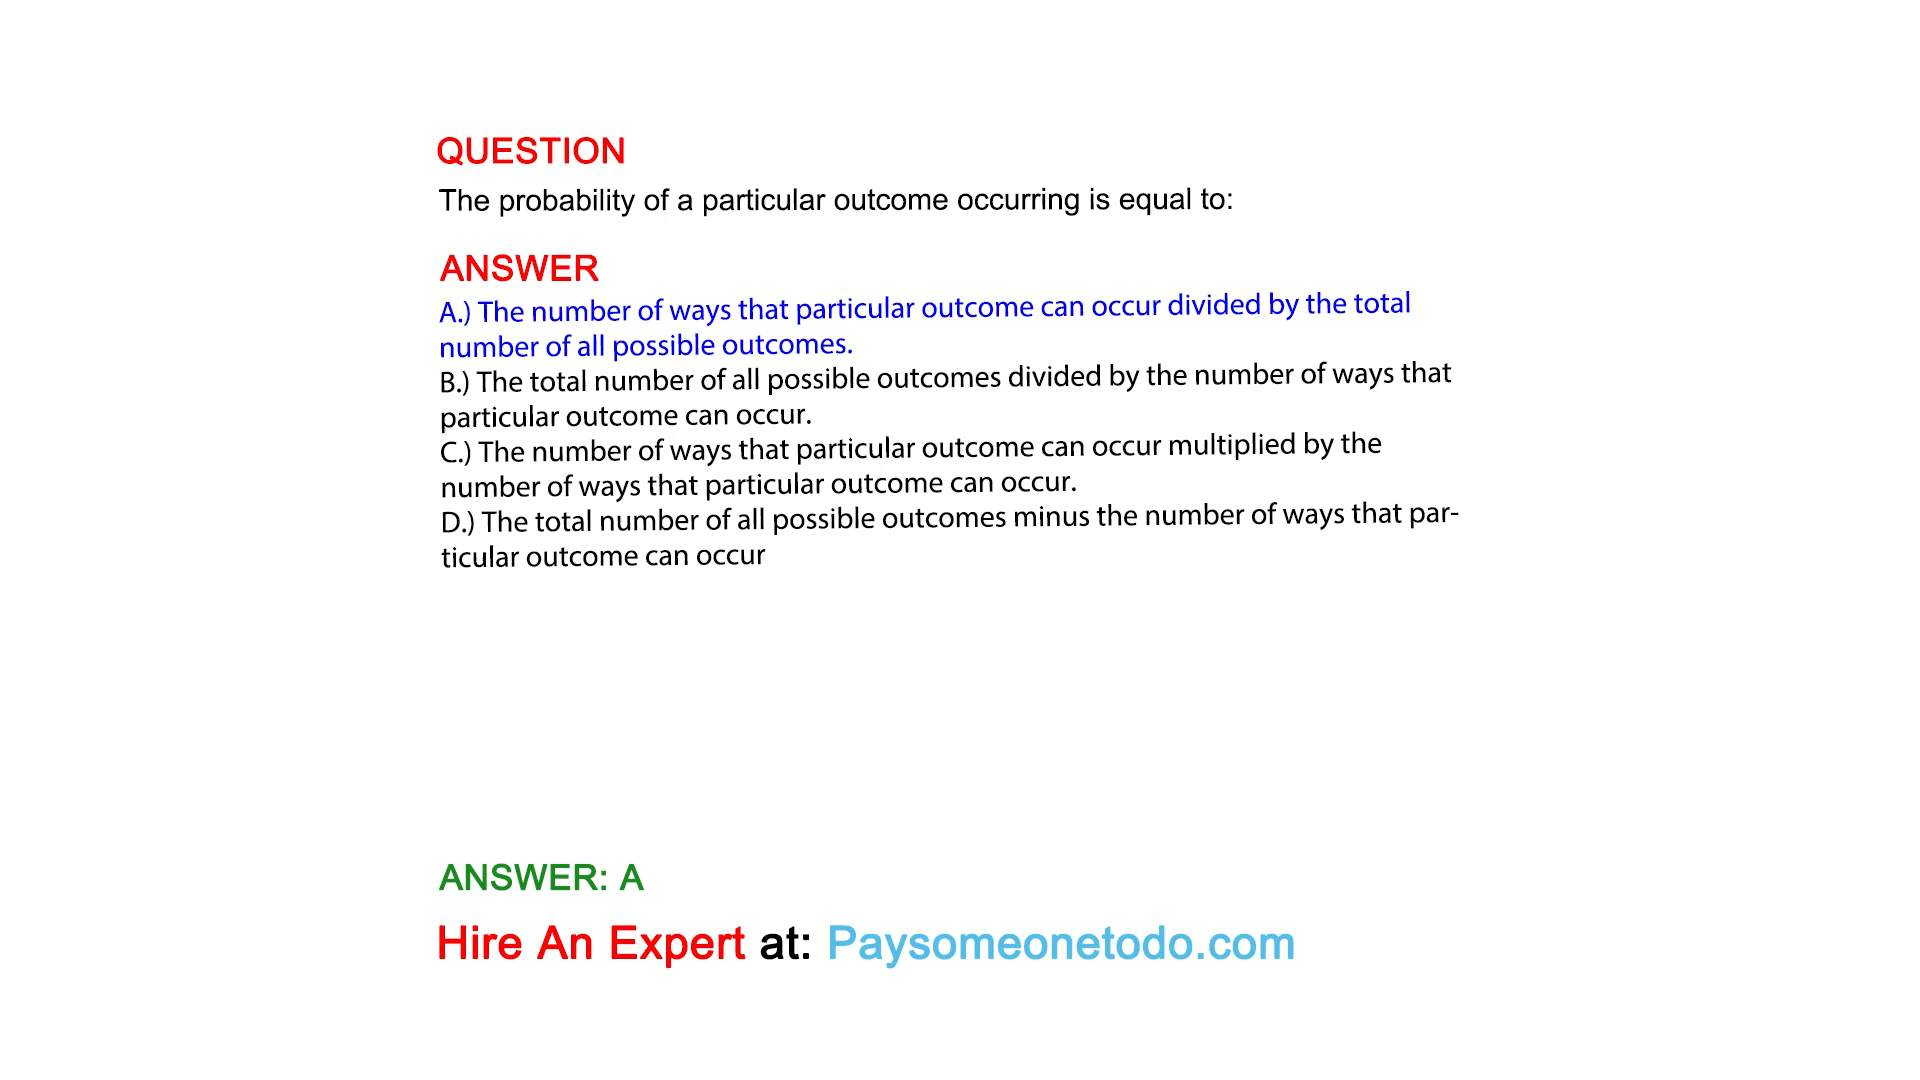 QUESTION
The probability of a particular outcome occurring is equal to:
ANSWER
A.) The number of ways that particular outcome can occur divided by the total
number of all possible outcomes.
B.) The total number of all possible outcomes divided by the number of ways that
particular outcome can occur.
C.) The number of ways that particular outcome can occur multiplied by the
number of ways that particular outcome can occur.
D.) The total number of all possible outcomes minus the number of ways that par-
ticular outcome can occur
ANSWER: A
Hire An Expert at: Paysomeonetodo.com